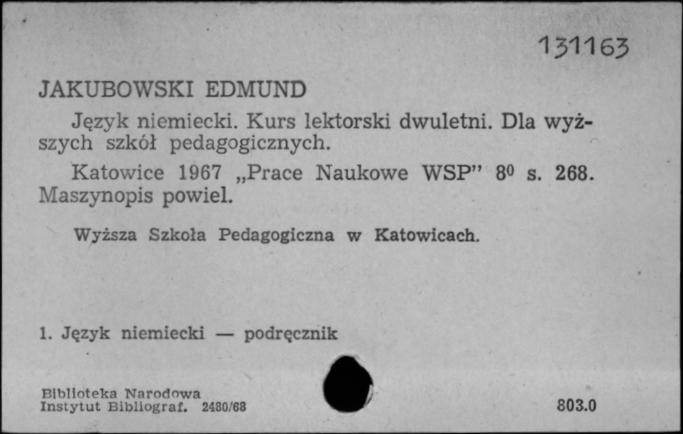 131163
JAKUBOWSKI EDMUND
Język niemiecki. Kurs lektorski dwuletni. Dla wyż-
szych szkół pedagogicznych.
Katowice 1967 „Prace Naukowe WSP” 8⁰ s. 268.
Maszynopis powiel.
Wyższa Szkoła Pedagogiczna w Katowicach.
1. Język niemiecki — podręcznik
Biblioteka Narodowa
Instytut Bibliograf. 2480/68
803.0